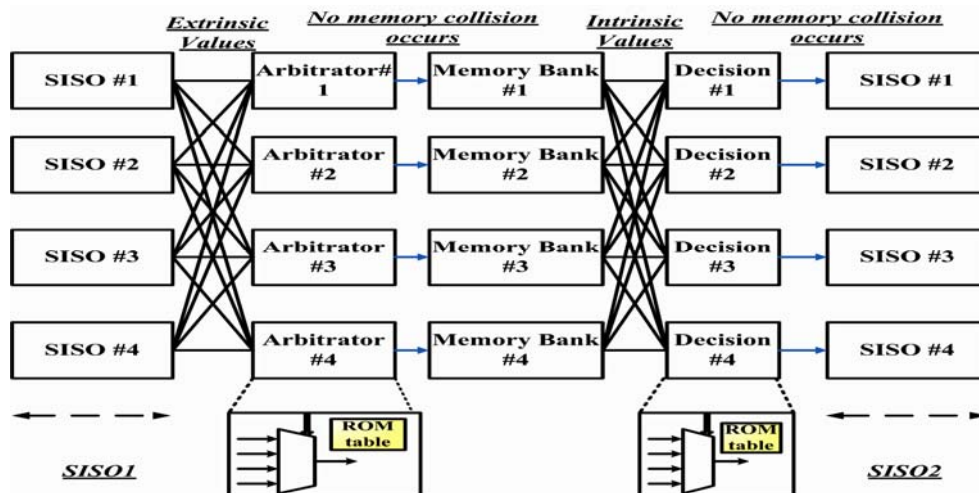 Extrinsic
Values
No memory collision
occurs
Intrinsic
Values
No memory collision
occurs
SISO #1
Arbitrator#
1
Memory Bank
#1
Decision
#1
SISO #1
SISO #2
Arbitrator
#2
Memory Bank
#2
Decision
#2
SISO #2
SISO #3
Arbitrator
#3
Memory Bank
#3
Decision
#3
SISO #3
SISO #4
Arbitrator
#4
Memory Bank
#4
Decision
#4
SISO #4
ROM
table
ROM
table
SISO1
SISO2